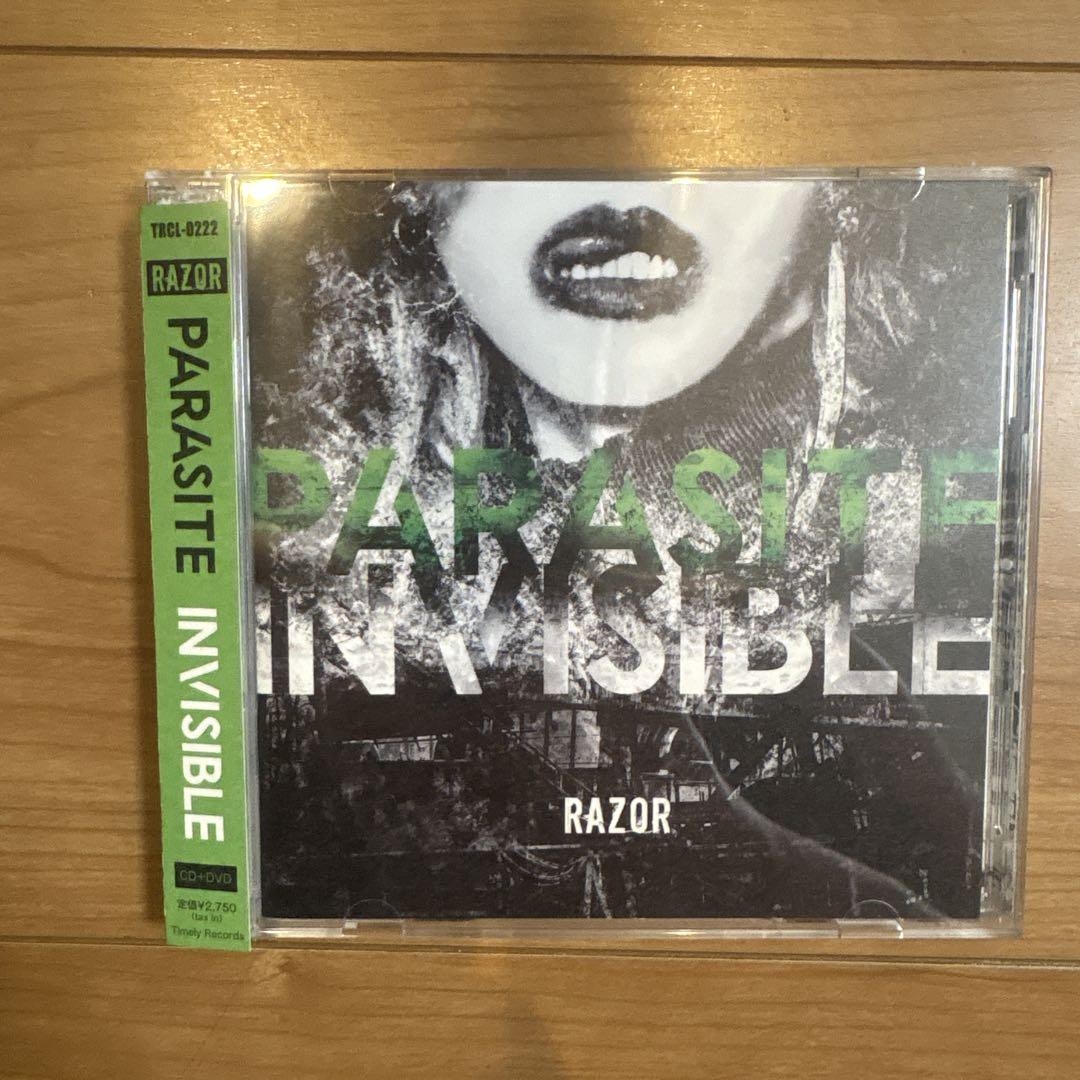 TRCL-0222
RAZOR
PARASITE INVISIBLE
CD+DVD
定価¥2,750
(tax in)
Timely Records
PARASITE
INVISIBLE
RAZOR